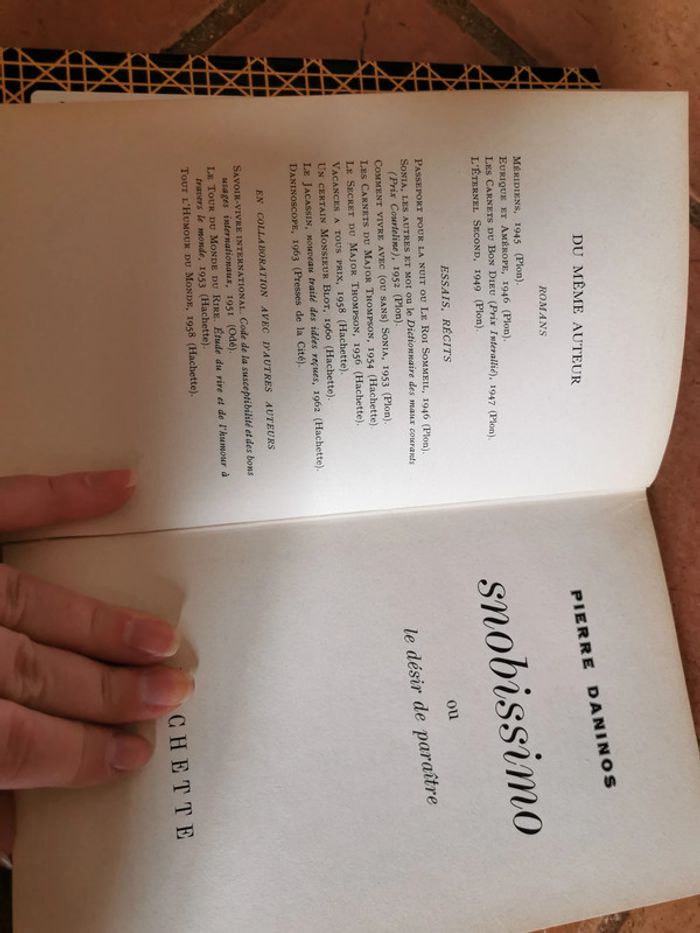 DU MÊME AUTEUR
ROMANS
MÉRIDIENS, 1945 (Plon).
EURIQUE ET AMÉROPE, 1946 (Plon).
LES CARNETS DU BON DIEU (Prix Interallié), 1947 (Plon).
L'ÉTERNEL SECOND, 1949 (Plon).
ESSAIS, RÉCITS
PASSEPORT POUR LA NUIT OU LE ROI SOMMEIL, 1946 (Plon).
SONIA, LES AUTRES ET MOI ou le Dictionnaire des maux courants
(Prix Courteline), 1952 (Plon).
COMMENT VIVRE AVEC (OU SANS) SONIA, 1953 (Plon).
LES CARNETS DU MAJOR THOMPSON, 1954 (Hachette)
LE SECRET DU MAJOR THOMPSON, 1956 (Hachette).
VACANCES A TOUS PRIX, 1958 (Hachette).
UN CERTAIN MONSIEUR BLOT, 1960 (Hachette).
LE JACASSIN, nouveau traité des idées reçues, 1962 (Hachette).
DANINOSCOPE, 1963 (Presses de la Cité).
EN COLLABORATION AVEC D'AUTRES AUTEURS
SAVOIR-VIVRE INTERNATIONAL. Code de la susceptibilité et des bons
usages internationaux, 1951 (Odé).
LE TOUR DU MONDE DU RIRE. Étude du rire et de l'humour à
travers le monde, 1953 (Hachette).
TOUT L'HUMOUR DU MONDE, 1958 (Hachette).
PIERRE DANINOS
snobissimo
ou
le désir de paraître
CHETTE